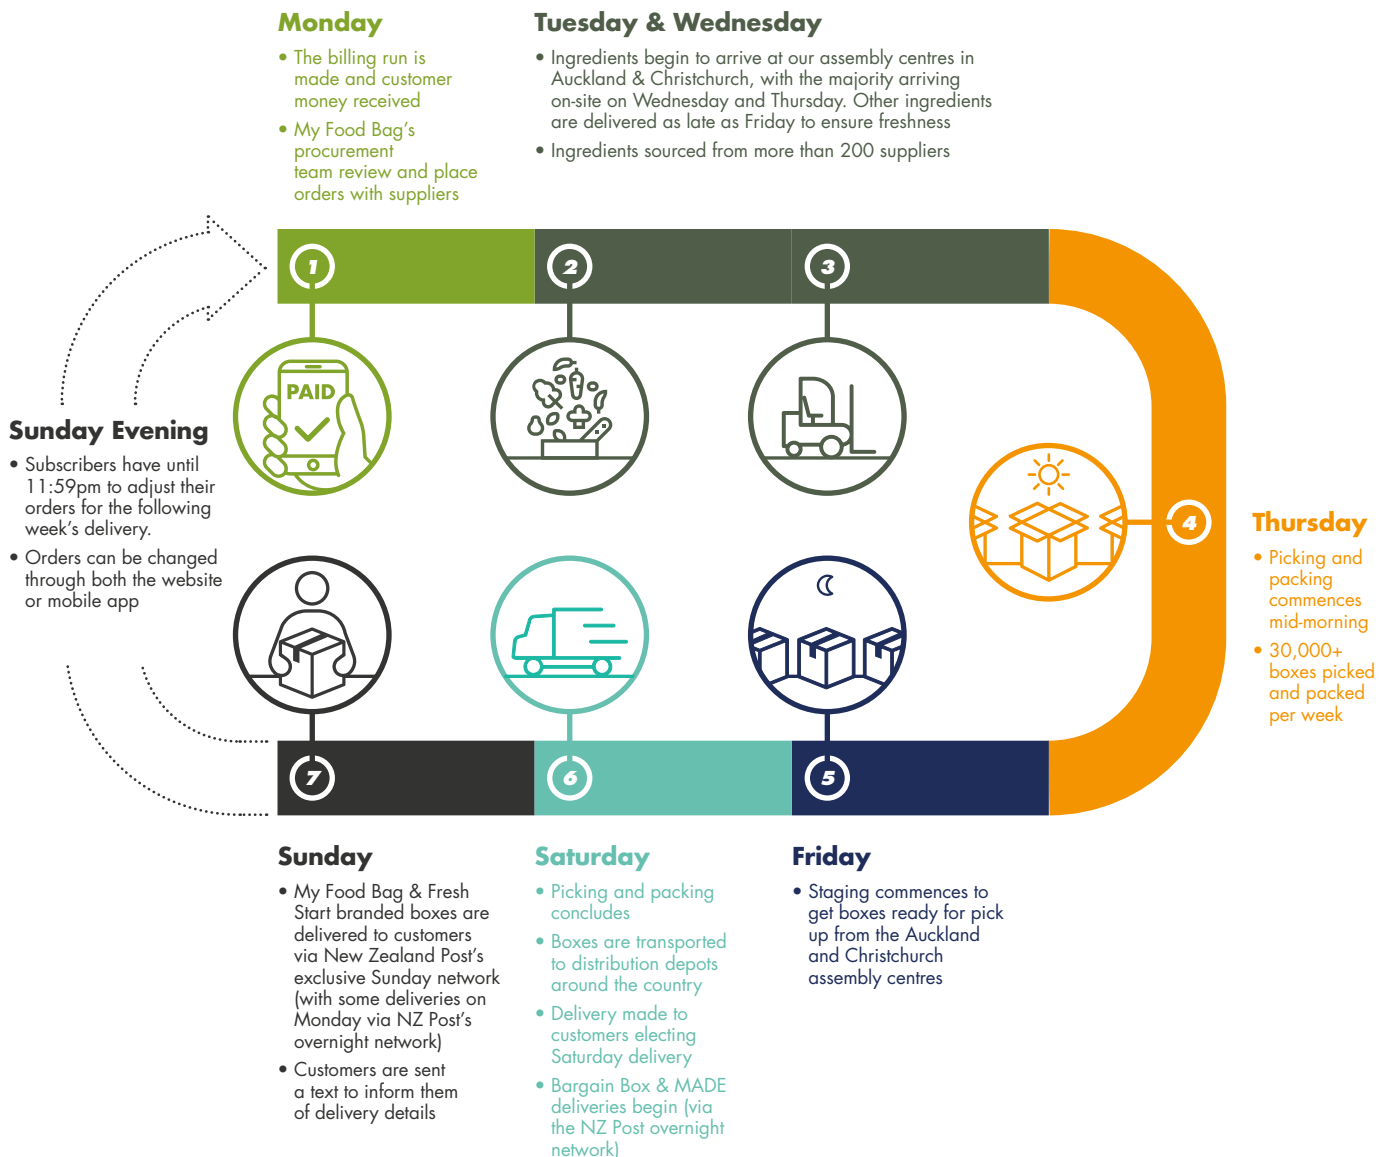 Monday
• The billing run is
made and customer
money received
• My Food Bag's
procurement
team review and place
orders with suppliers
Tuesday & Wednesday
• Ingredients begin to arrive at our assembly centres in
Auckland & Christchurch, with the majority arriving
on-site on Wednesday and Thursday. Other ingredients
are delivered as late as Friday to ensure freshness
• Ingredients sourced from more than 200 suppliers
1
2
3
PAID
Sunday Evening
• Subscribers have until
11:59pm to adjust their
orders for the following
week's delivery.
• Orders can be changed
through both the website
or mobile app
4
Thursday
• Picking and
packing
commences
mid-morning
• 30,000+
boxes picked
and packed
per week
7
6
5
Sunday
• My Food Bag & Fresh
Start branded boxes are
delivered to customers
via New Zealand Post's
exclusive Sunday network
(with some deliveries on
Monday via NZ Post's
overnight network)
• Customers are sent
a text to inform them
of delivery details
Saturday
• Picking and packing
concludes
• Boxes are transported
to distribution depots
around the country
• Delivery made to
customers electing
Saturday delivery
• Bargain Box & MADE
deliveries begin (via
the NZ Post overnight
network)
Friday
• Staging commences to
get boxes ready for pick
up from the Auckland
and Christchurch
assembly centres